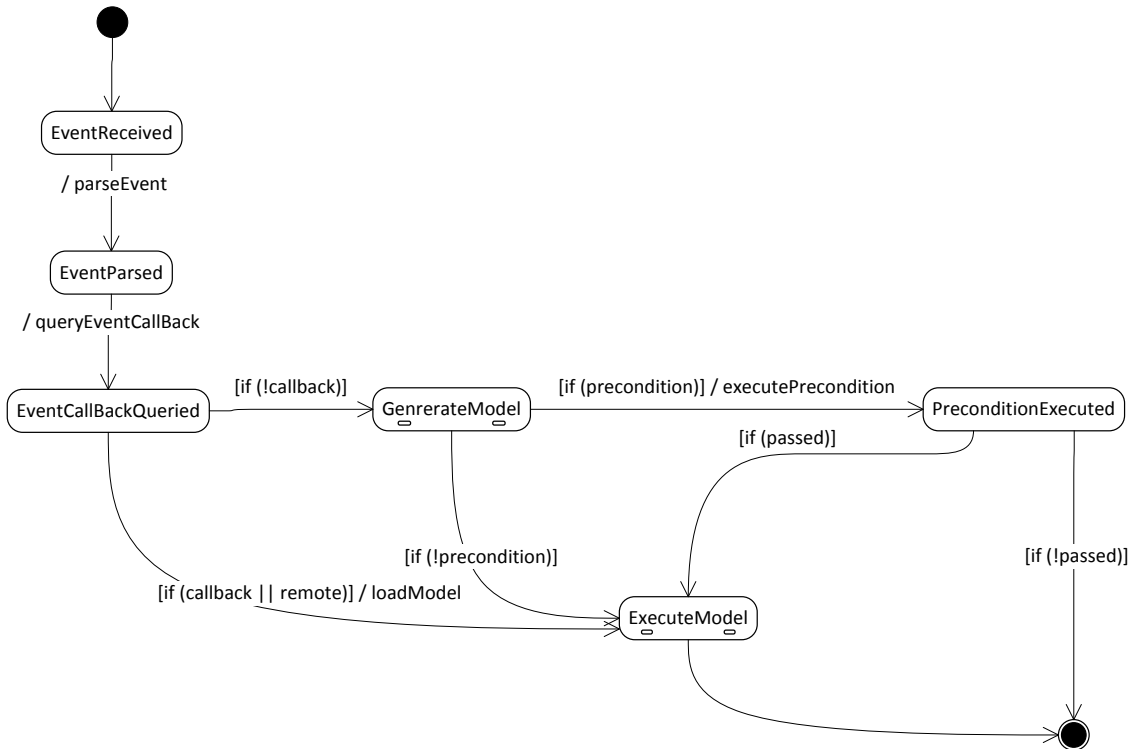 EventReceived
/ parseEvent
EventParsed
/ queryEventCallBack
[if (!callback)]
[if (precondition)] / executePrecondition
EventCallBackQueried
GenrerateModel
PreconditionExecuted
[if (passed)]
[if (!precondition)]
[if (!passed)]
[if (callback || remote)] / loadModel
ExecuteModel